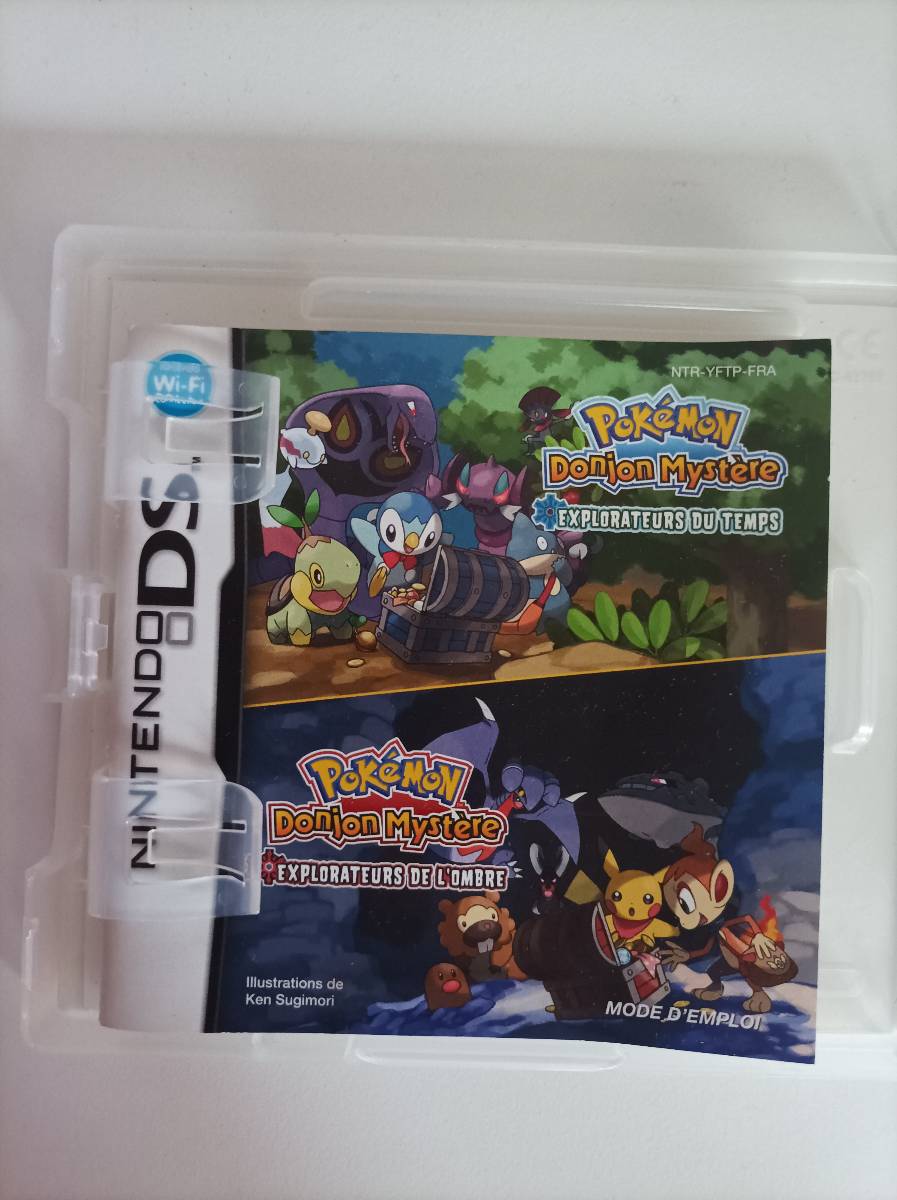 Wi-Fi
NINTENDO DS
TM
NTR-YFTP-FRA
POKéMON
Donjon Mystère
EXPLORATEURS DU TEMPS
POKéMON
Donjon Mystère
EXPLORATEURS DE L'OMBRE
Illustrations de
Ken Sugimori
MODE D'EMPLOI